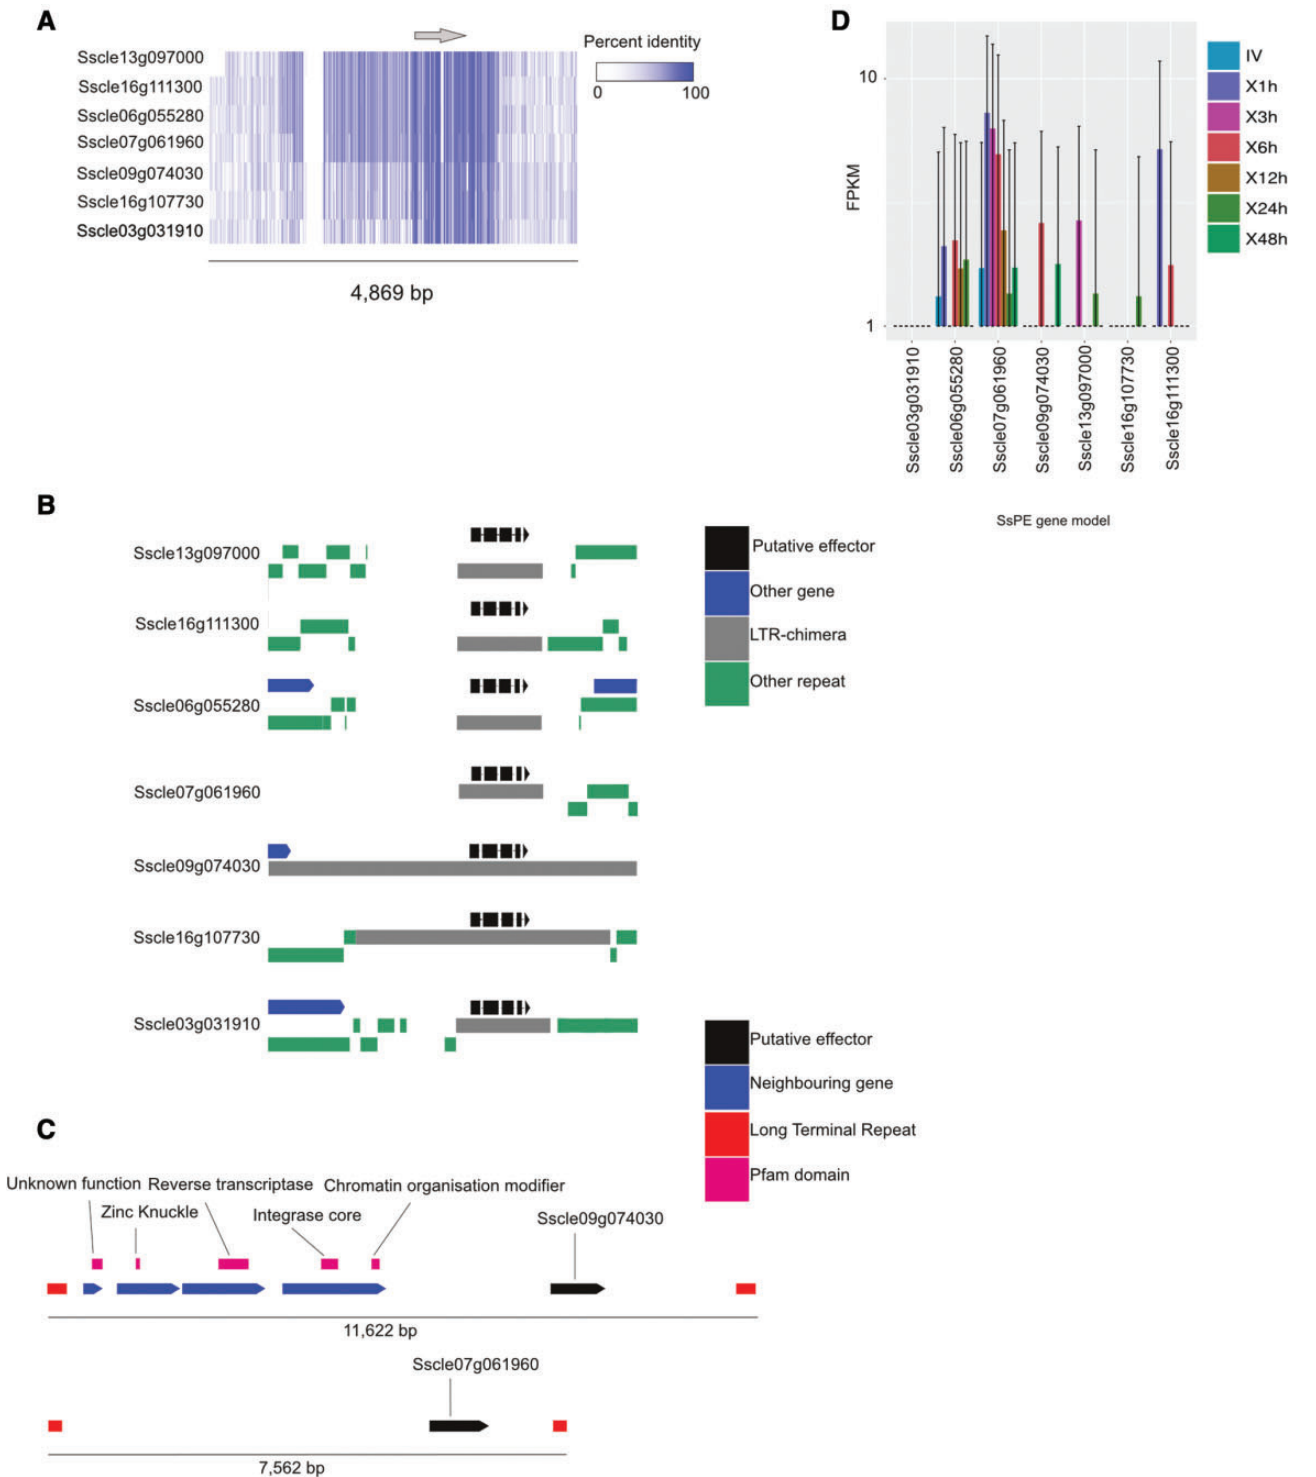 A
Sscle13g097000
Sscle16g111300
Sscle06g055280
Sscle07g061960
Sscle09g074030
Sscle16g107730
Sscle03g031910
4,869 bp
Percent identity
0 100
D
10
1
FPKM
Sscle03g031910
Sscle06g055280
Sscle07g061960
Sscle09g074030
Sscle13g097000
Sscle16g107730
Sscle16g111300
SsPE gene model
IV
X1h
X3h
X6h
X12h
X24h
X48h
B
Sscle13g097000
Sscle16g111300
Sscle06g055280
Sscle07g061960
Sscle09g074030
Sscle16g107730
Sscle03g031910
Putative effector
Other gene
LTR-chimera
Other repeat
C
Putative effector
Neighbouring gene
Long Terminal Repeat
Pfam domain
Unknown function
Reverse transcriptase
Chromatin organisation modifier
Zinc Knuckle
Integrase core
Sscle09g074030
11,622 bp
Sscle07g061960
7,562 bp